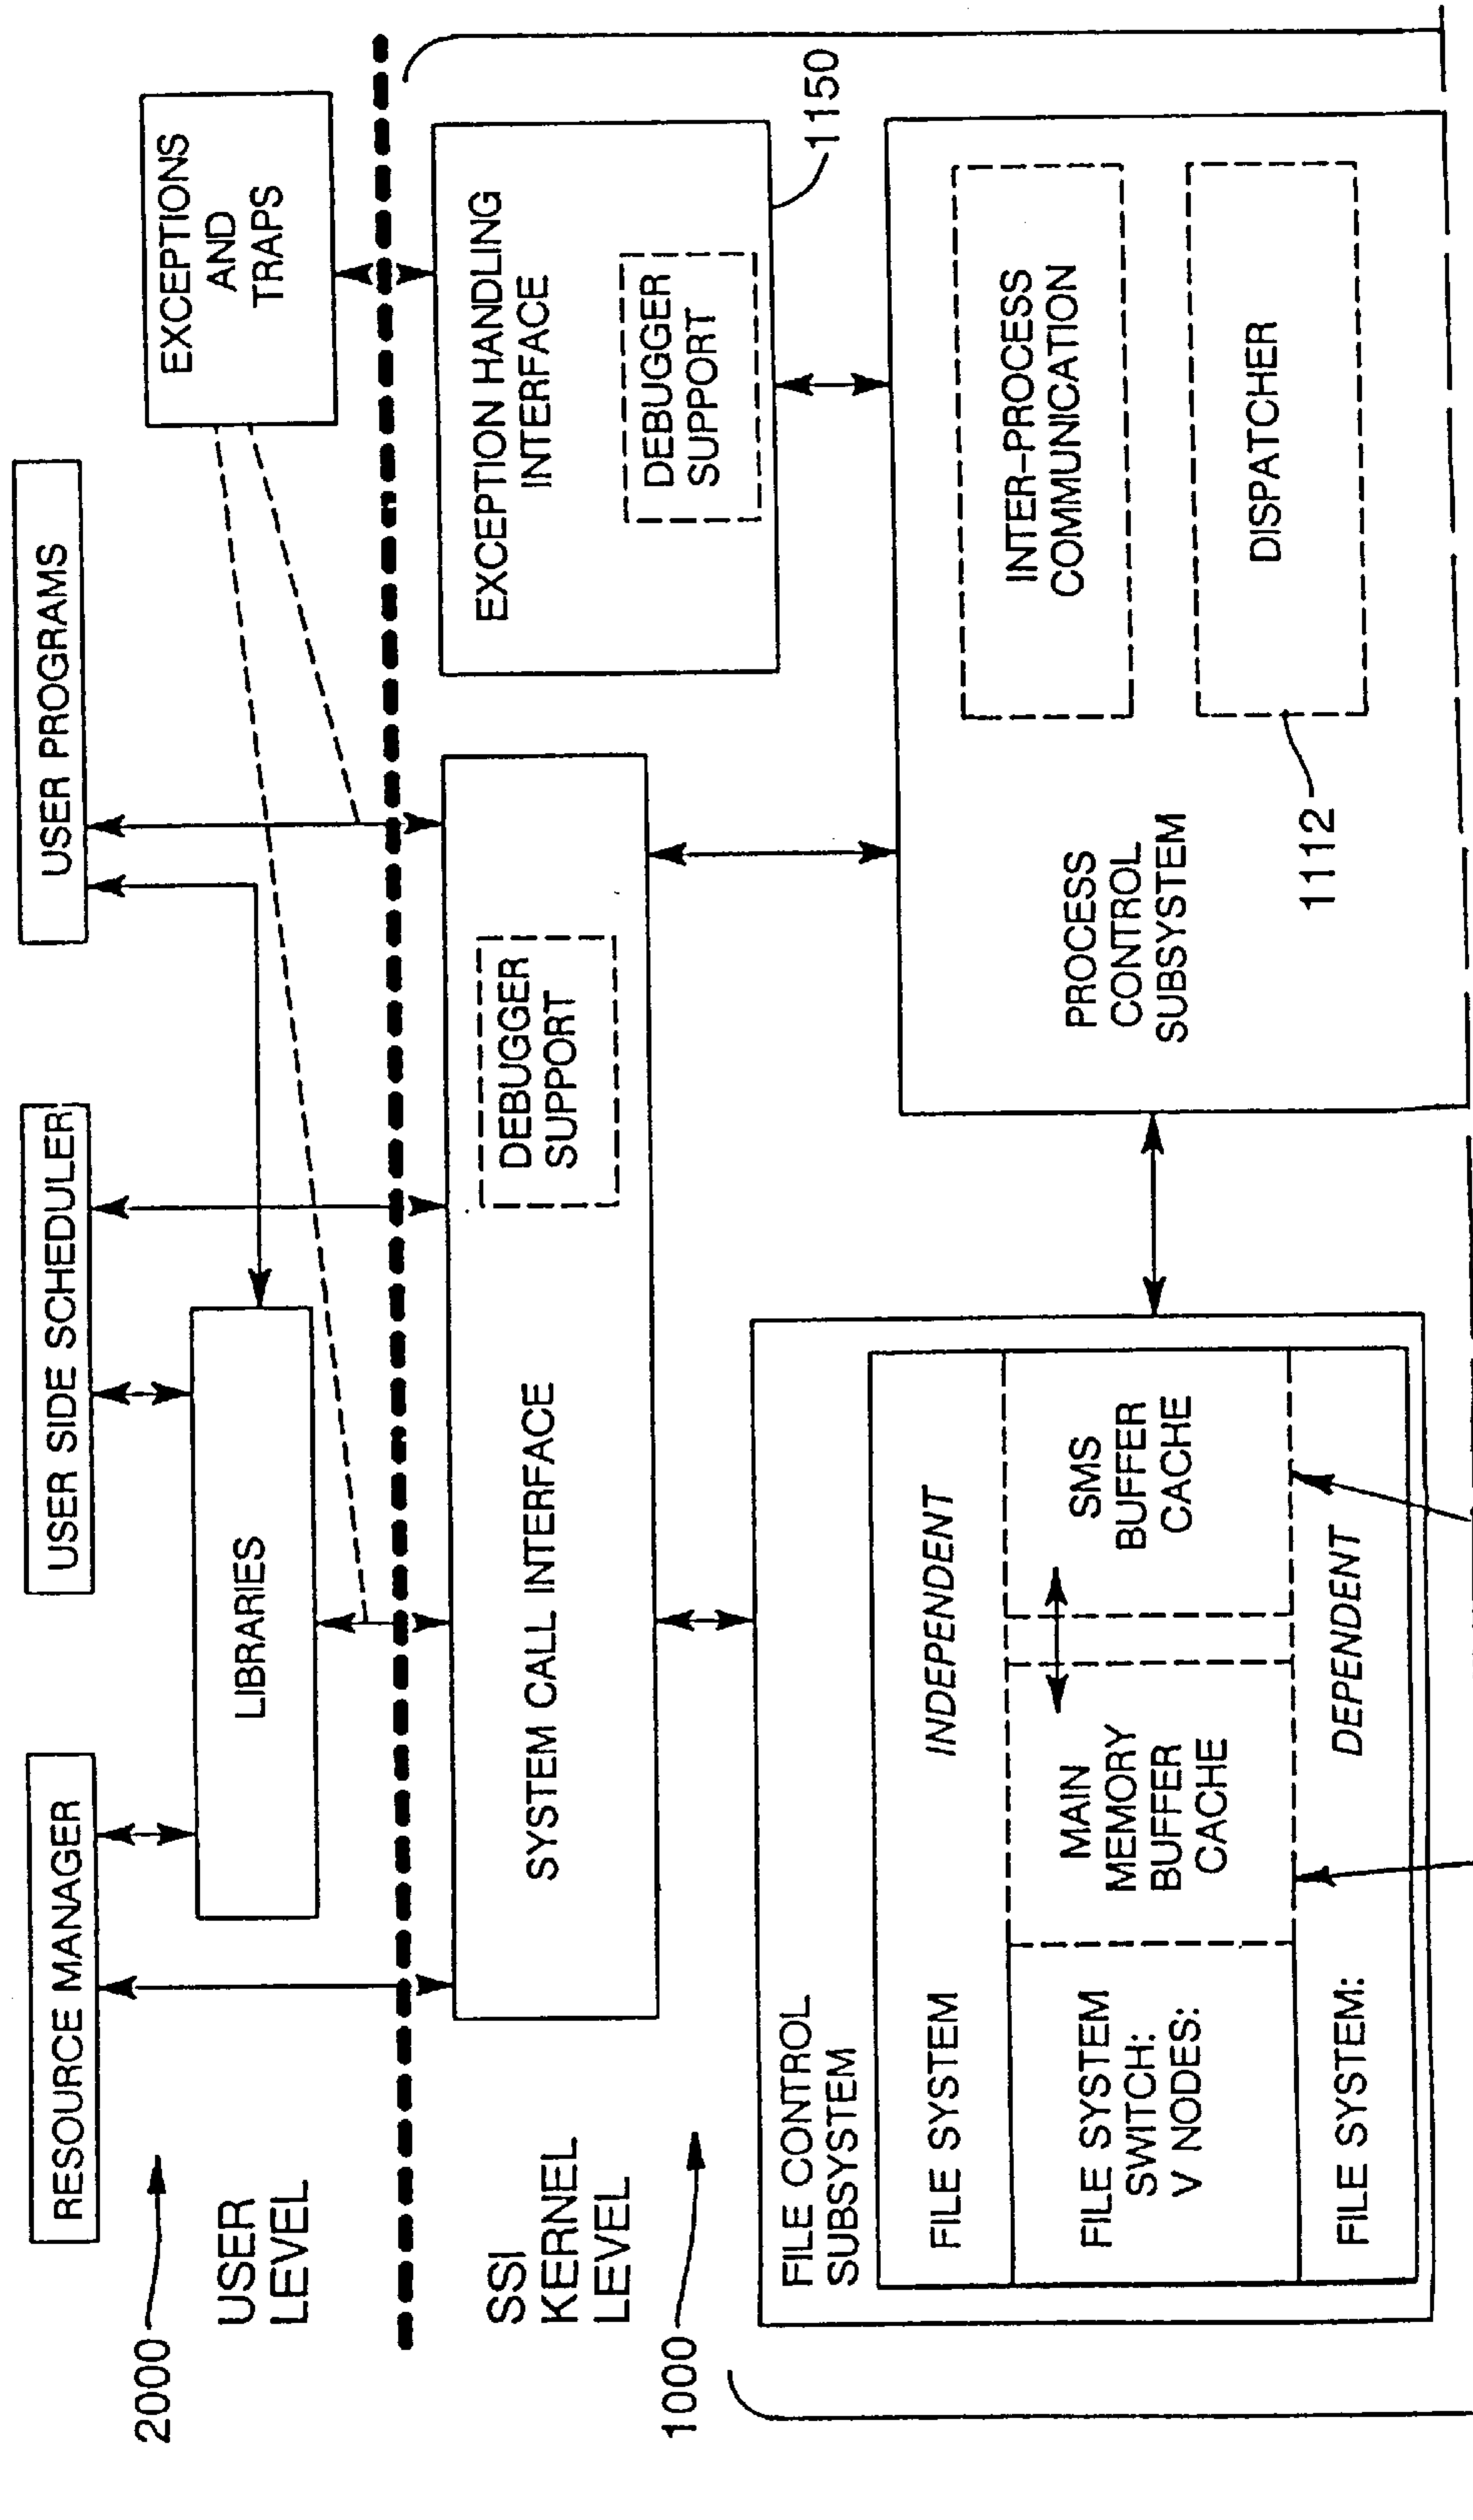 RESOURCE MANAGER
USER SIDE SCHEDULER
USER PROGRAMS
EXCEPTIONS
AND
TRAPS
2000
USER
LEVEL
LIBRARIES
SSI
KERNEL
LEVEL
1000
SYSTEM CALL INTERFACE
DEBUGGER
SUPPORT
EXCEPTION HANDLING
INTERFACE
DEBUGGER
SUPPORT
1150
FILE CONTROL
SUBSYSTEM
FILE SYSTEM
INDEPENDENT
FILE SYSTEM
SWITCH:
V NODES:
MAIN
MEMORY
BUFFER
CACHE
SMS
BUFFER
CACHE
FILE SYSTEM:
DEPENDENT
PROCESS
CONTROL
SUBSYSTEM
INTER-PROCESS
COMMUNICATION
DISPATCHER
1112